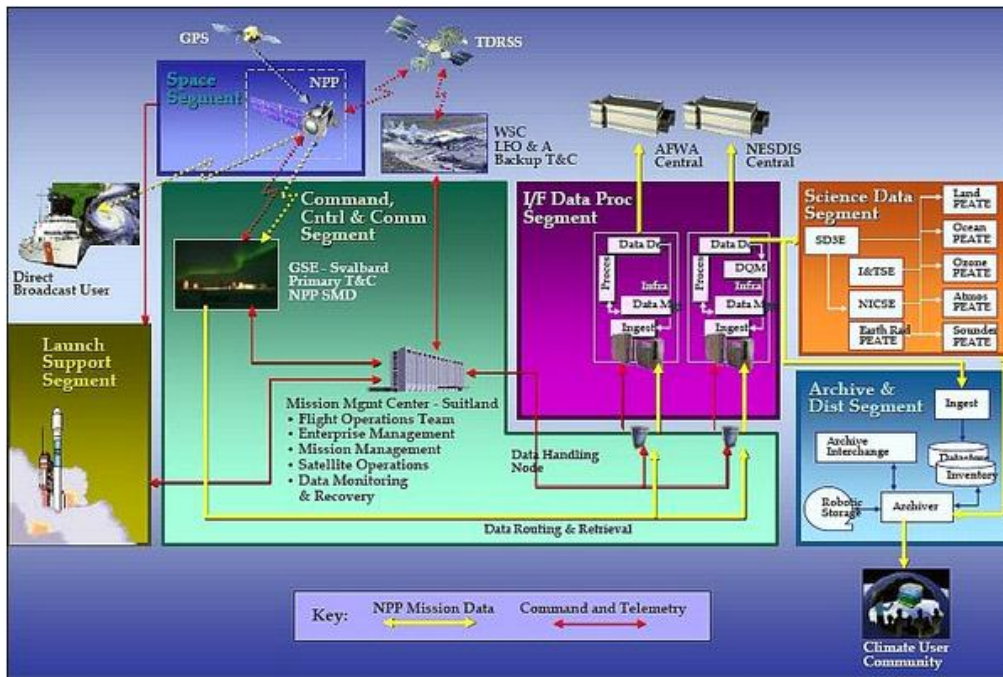 GPS
TDRSS
Space
Segment
NPP
WSC
LEO & A
Backup T&C
AFWA
Central
NESDIS
Central
Direct
Broadcast User
Command,
Cntrl & Comm
Segment
GSE - Svalbard
Primary T&C
NPP SMD
I/F Data Proc
Segment
Data De
Proces
Infra
Data M
Ingest
Data De
DQM
Proces
Infra
Data M
Ingest
Science Data
Segment
SD3E
I&TSE
NICSE
Earth Rad
PEATE
Land
PEATE
Ocean
PEATE
Ozone
PEATE
Atmos
PEATE
Sounder
PEATE
Launch
Support
Segment
Mission Mgmt Center - Suitland
• Flight Operations Team
• Enterprise Management
• Mission Management
• Satellite Operations
• Data Monitoring
& Recovery
Data Handling
Node
Data Routing & Retrieval
Archive &
Dist Segment
Ingest
Archive
Interchange
Datastore
Inventory
Robotic
Storage
Archiver
Climate User
Community
Key:
NPP Mission Data
Command and Telemetry